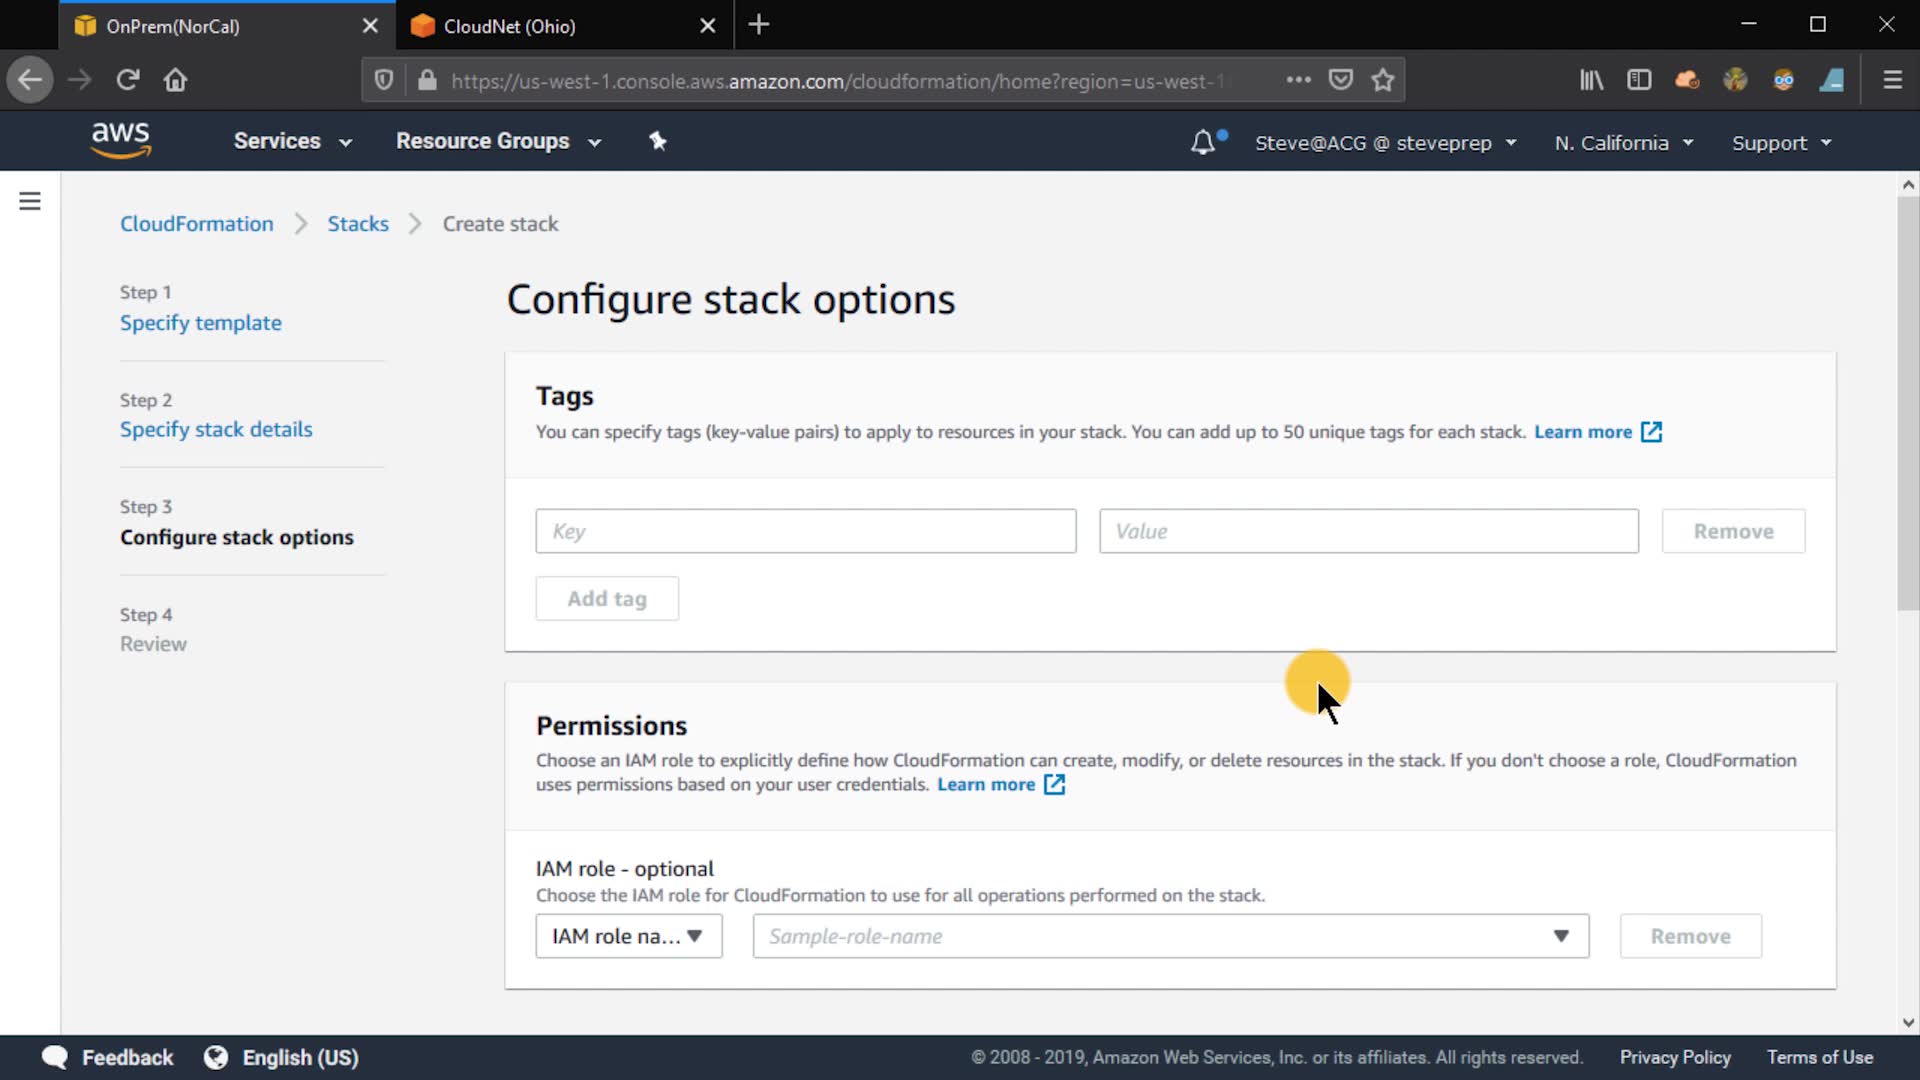 OnPrem(NorCal)
CloudNet (Ohio)
https://us-west-1.console.aws.amazon.com/cloudformation/home?region=us-west-1
aws
Services
Resource Groups
Steve@ACG @ steveprep
N. California
Support
CloudFormation
Stacks
Create stack
Step 1
Specify template
Step 2
Specify stack details
Step 3
Configure stack options
Step 4
Review
Configure stack options
Tags
You can specify tags (key-value pairs) to apply to resources in your stack. You can add up to 50 unique tags for each stack. Learn more
Key
Value
Remove
Add tag
Permissions
Choose an IAM role to explicitly define how CloudFormation can create, modify, or delete resources in the stack. If you don't choose a role, CloudFormation
uses permissions based on your user credentials. Learn more
IAM role - optional
Choose the IAM role for CloudFormation to use for all operations performed on the stack.
IAM role na...
Sample-role-name
Remove
Feedback
English (US)
© 2008 - 2019, Amazon Web Services, Inc. or its affiliates. All rights reserved.
Privacy Policy
Terms of Use